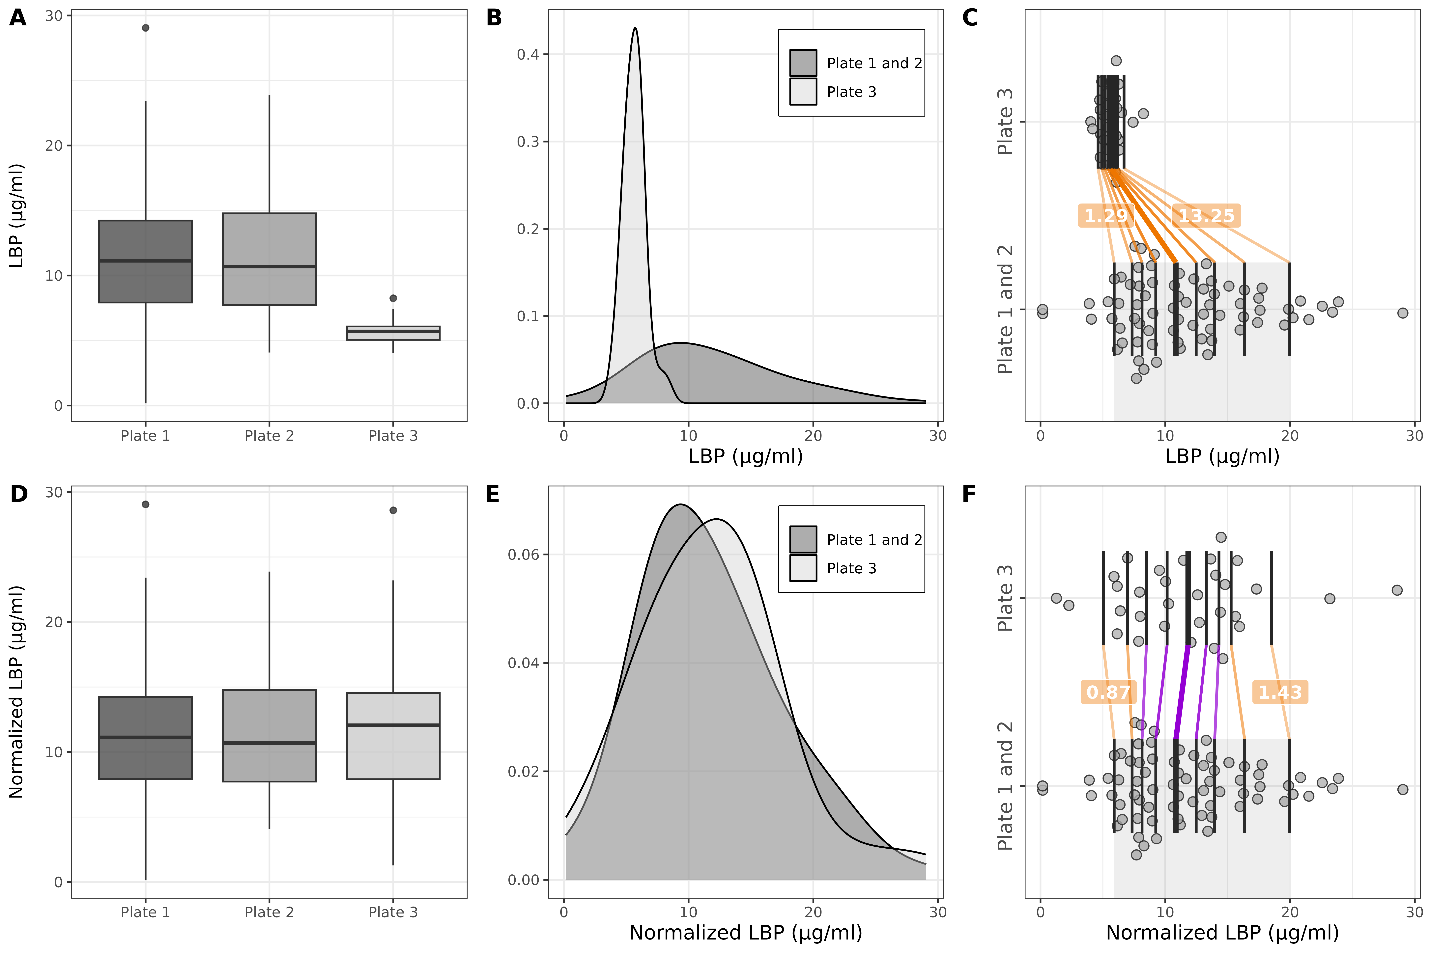 A
LBP (µg/ml)
30
20
10
0
Plate 1
Plate 2
Plate 3
B
0.4
0.3
0.2
0.1
0.0
Plate 1 and 2
Plate 3
0
10
20
30
LBP (µg/ml)
C
Plate 3
Plate 1 and 2
1.29
13.25
0
10
20
30
LBP (µg/ml)
D
Normalized LBP (µg/ml)
30
20
10
0
Plate 1
Plate 2
Plate 3
E
0.06
0.04
0.02
0.00
Plate 1 and 2
Plate 3
0
10
20
30
Normalized LBP (µg/ml)
F
Plate 3
Plate 1 and 2
0.87
1.43
0
10
20
30
Normalized LBP (µg/ml)